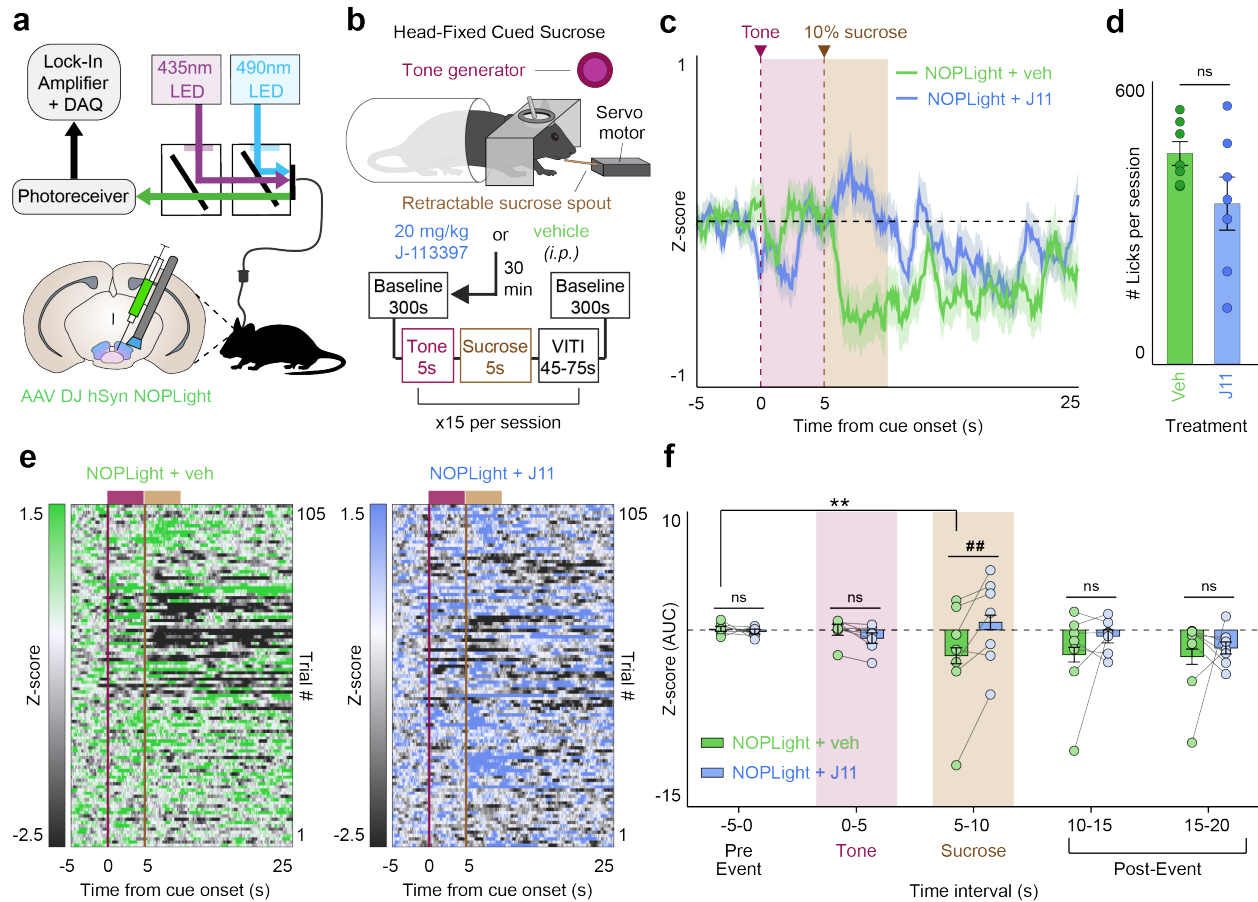 a
Lock-In
Amplifier
+ DAQ
435nm
LED
490nm
LED
Photoreceiver
AAV DJ hSyn NOPLight
b
Head-Fixed Cued Sucrose
Tone generator
Servo
motor
Retractable sucrose spout
20 mg/kg
J-113397
or
vehicle
(i.p.)
30
min
Baseline
300s
Baseline
300s
Tone
5s
Sucrose
5s
VITI
45-75s
x15 per session
c
Tone
10% sucrose
NOPLight + veh
NOPLight + J11
1
Z-score
-1
-5
0
5
25
Time from cue onset (s)
d
ns
600
# Licks per session
0
Veh
J11
Treatment
e
NOPLight + veh
1.5
105
Z-score
Trial #
-2.5
1
-5
0
5
25
Time from cue onset (s)
NOPLight + J11
1.5
105
Z-score
Trial #
-2.5
1
-5
0
5
25
Time from cue onset (s)
f
**
##
ns
ns
ns
ns
10
Z-score (AUC)
-15
NOPLight + veh
NOPLight + J11
-5-0
0-5
5-10
10-15
15-20
Pre
Event
Tone
Sucrose
Post-Event
Time interval (s)